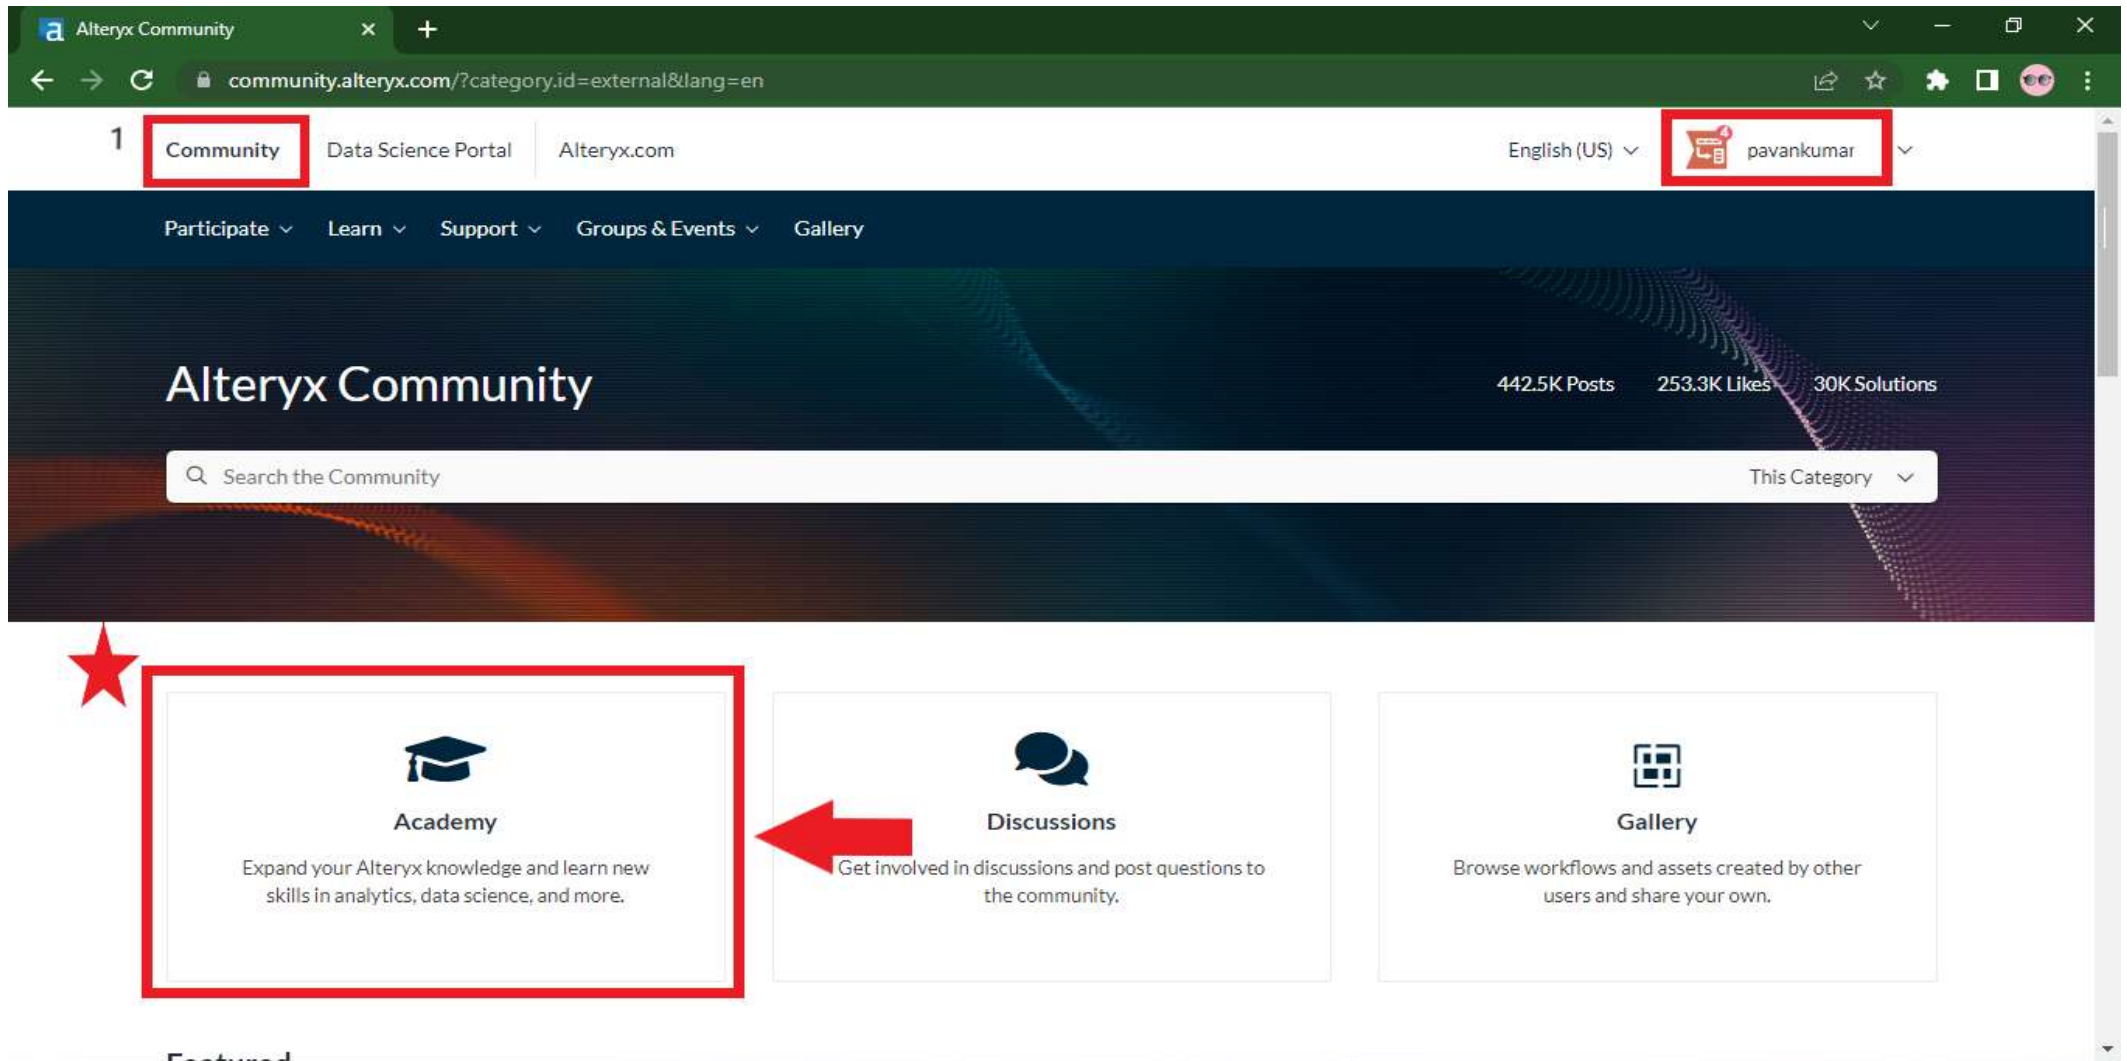 Alteryx Community
community.alteryx.com/?category.id=external&lang=en
1
Community Data Science Portal Alteryx.com English (US) 4 pavankumar
Participate Learn Support Groups & Events Gallery
Alteryx Community
442.5K Posts 253.3K Likes 30K Solutions
Search the Community This Category
Academy
Expand your Alteryx knowledge and learn new
skills in analytics, data science, and more.
Discussions
Get involved in discussions and post questions to
the community.
Gallery
Browse workflows and assets created by other
users and share your own.
Featured